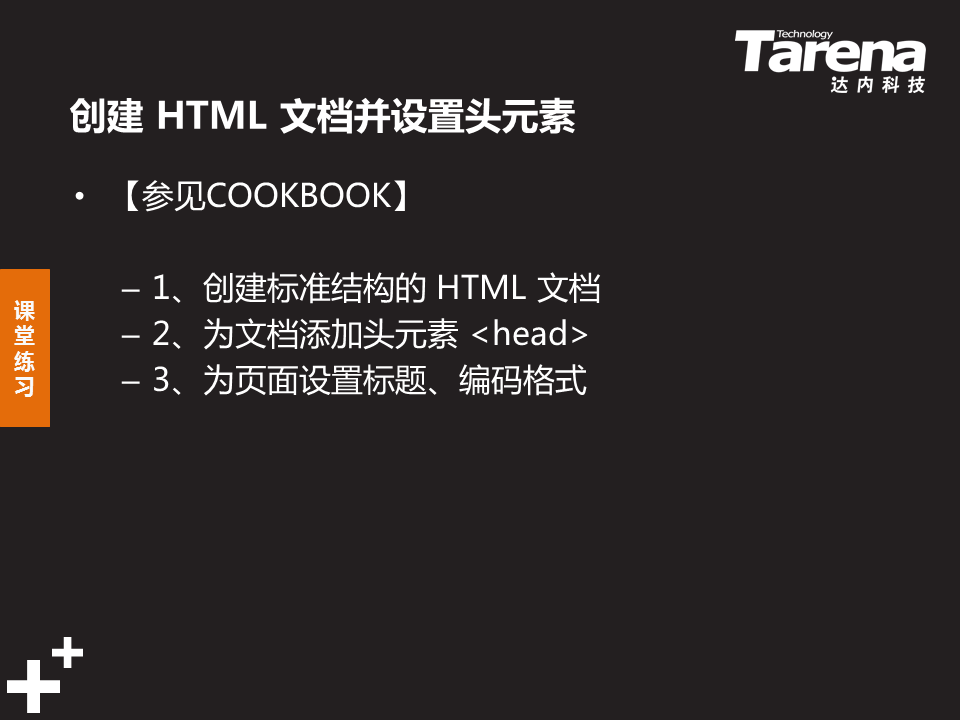 Technology
Tarena
达内科技
创建 HTML 文档并设置头元素
• 【参见COOKBOOK】
– 1、创建标准结构的 HTML 文档
– 2、为文档添加头元素 <head>
– 3、为页面设置标题、编码格式
课
堂
练
习